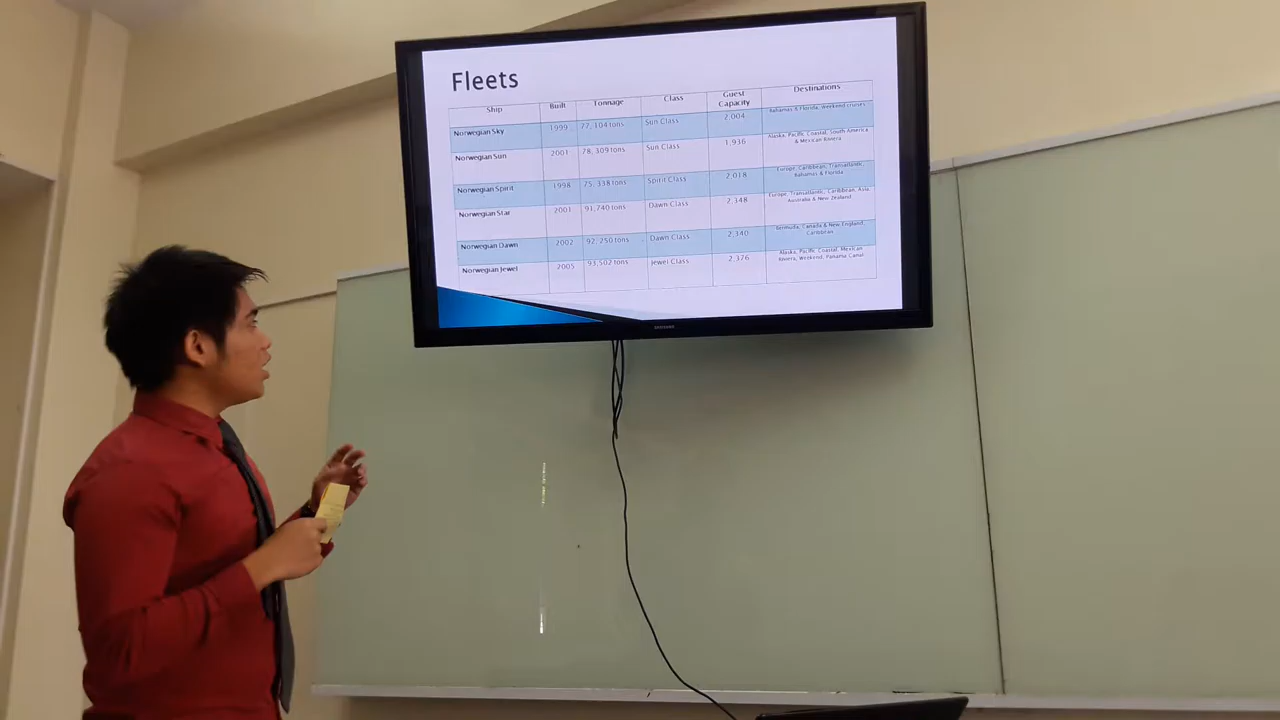 Fleets
Ship Built Tonnage Class Guest Capacity Destinations
Norwegian Sky 1999 77,104 tons Sun Class 2,004 Bahamas & Florida, Weekend cruises
Norwegian Sun 2001 78,309 tons Sun Class 1,936 Alaska, Pacific, Coastal, South America
& Mexican Riviera
Norwegian Spirit 1998 75,338 tons Spirit Class 2,018 Europe, Caribbean, Transatlantic,
Bahamas & Florida
Norwegian Star 2001 91,740 tons Dawn Class 2,348 Europe, Transatlantic, Caribbean, Asia,
Australia & New Zealand
Norwegian Dawn 2002 92,250 tons Dawn Class 2,340 Bermuda, Canada & New England,
Caribbean
Norwegian Jewel 2005 93,502 tons Jewel Class 2,376 Alaska, Pacific, Coastal, Mexican
Riviera, Weekend, Panama Canal
SAMSUNG